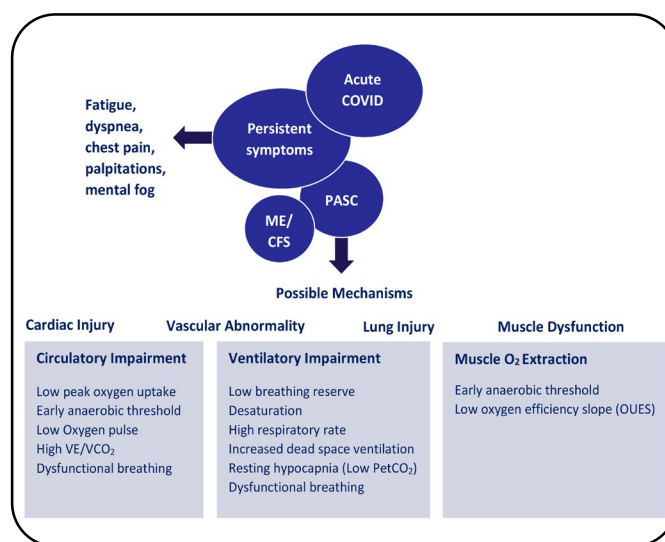 Acute
COVID
Fatigue,
dyspnea,
chest pain,
palpitations,
mental fog
Persistent
symptoms
PASC
ME/
CFS
Possible Mechanisms
Cardiac Injury
Vascular Abnormality
Lung Injury
Muscle Dysfunction
Circulatory Impairment
Low peak oxygen uptake
Early anaerobic threshold
Low Oxygen pulse
High VE/VCO₂
Dysfunctional breathing
Ventilatory Impairment
Low breathing reserve
Desaturation
High respiratory rate
Increased dead space ventilation
Resting hypocapnia (Low PetCO₂)
Dysfunctional breathing
Muscle O₂ Extraction
Early anaerobic threshold
Low oxygen efficiency slope (OUES)